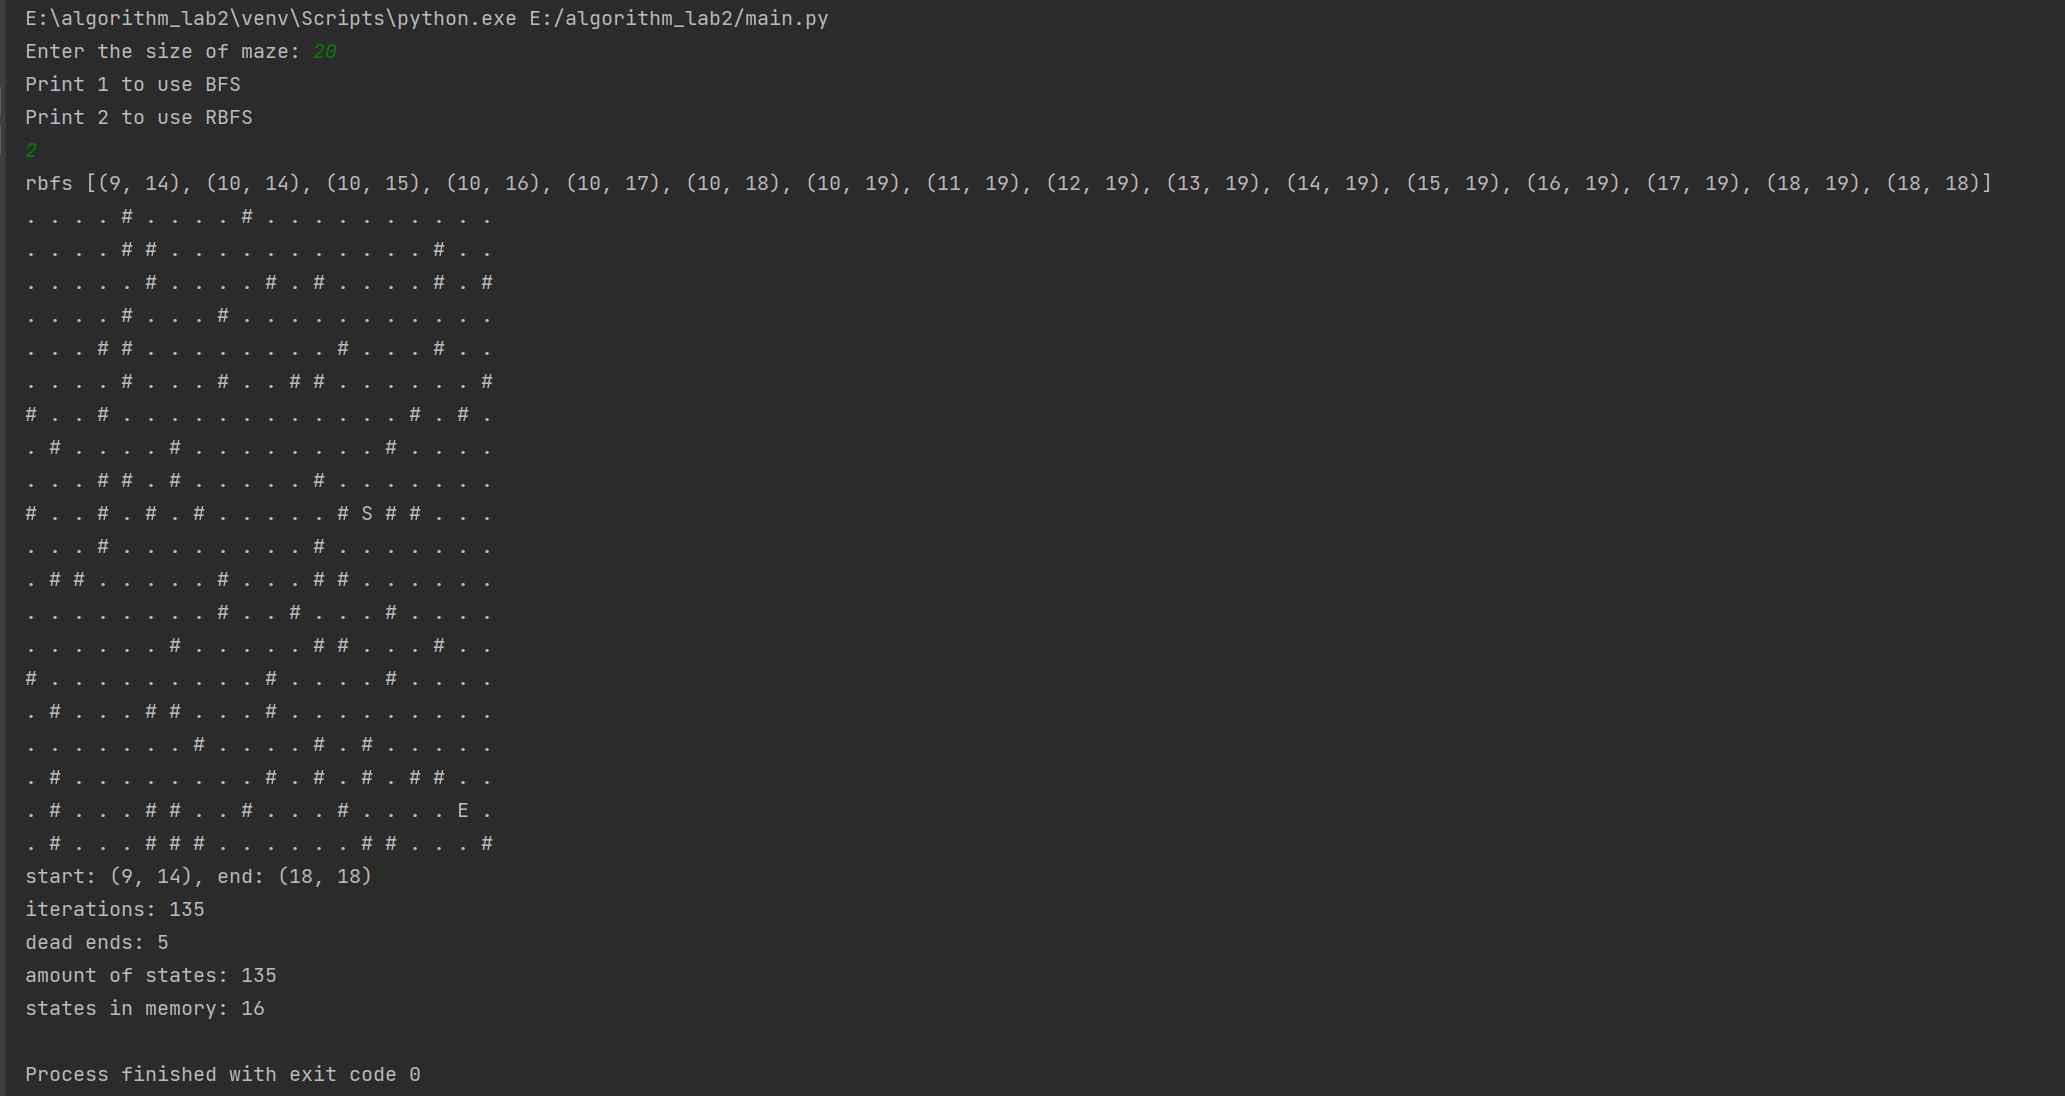 E:\algorithm_lab2\venv\Scripts\python.exe E:/algorithm_lab2/main.py
Enter the size of maze: 20
Print 1 to use BFS
Print 2 to use RBFS
2
rbfs [(9, 14), (10, 14), (10, 15), (10, 16), (10, 17), (10, 18), (10, 19), (11, 19), (12, 19), (13, 19), (14, 19), (15, 19), (16, 19), (17, 19), (18, 19), (18, 18)]
. . . . # . . . . # . . . . . . . . . .
. . . . # # . . . . . . . . . . . # . .
. . . . . # . . . . # . # . . . . # . #
. . . . # . . . # . . . . . . . . . . .
. . . # # . . . . . . . . # . . . # . .
. . . . # . . . # . . # # . . . . . . #
# . . # . . . . . . . . . . . . # . # .
. # . . . . # . . . . . . . . # . . . .
. . . # # . # . . . . . # . . . . . . .
# . . # . # . # . . . . . # S # # . . .
. . . # . . . . . . . . # . . . . . . .
. # # . . . . . # . . . # # . . . . . .
. . . . . . . . # . . # . . . # . . . .
. . . . . . # . . . . . # # . . . # . .
# . . . . . . . . . # . . . . # . . . .
. # . . . # # . . . # . . . . . . . . .
. . . . . . . # . . . . # . # . . . . .
. # . . . . . . . . # . # . # . # # . .
. # . . . # # . . # . . . # . . . . E .
. # . . . # # # . . . . . . # # . . . #
start: (9, 14), end: (18, 18)
iterations: 135
dead ends: 5
amount of states: 135
states in memory: 16
Process finished with exit code 0